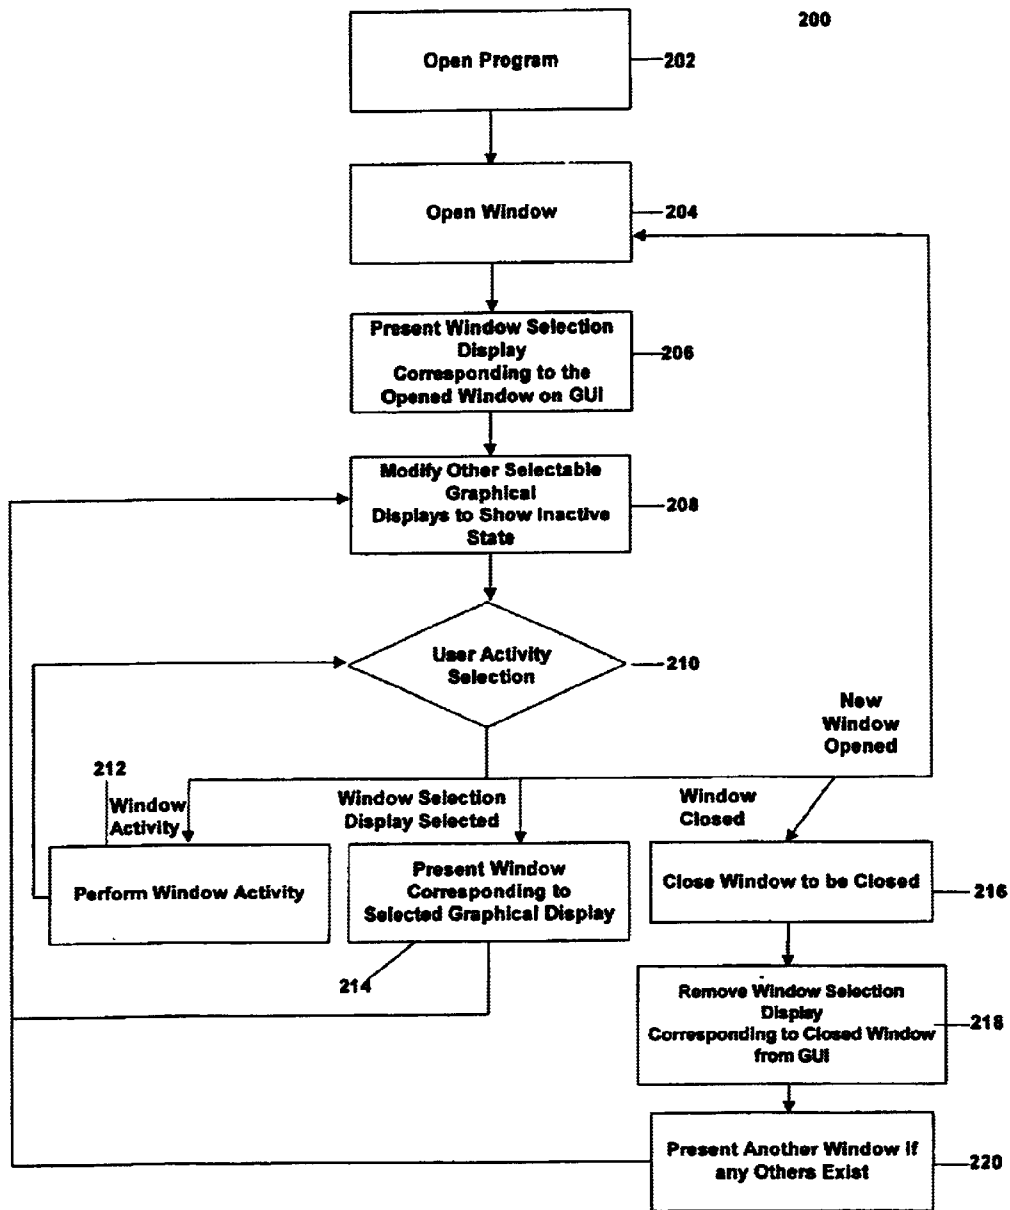 200
Open Program
202
Open Window
204
Present Window Selection
Display
Corresponding to the
Opened Window on GUI
206
Modify Other Selectable
Graphical
Displays to Show Inactive
State
208
User Activity
Selection
210
New
Window
Opened
212
Window
Activity
Window Selection
Display Selected
Window
Closed
Perform Window Activity
Present Window
Corresponding to
Selected Graphical Display
214
Close Window to be Closed
216
Remove Window Selection
Display
Corresponding to Closed Window
from GUI
218
Present Another Window if
any Others Exist
220